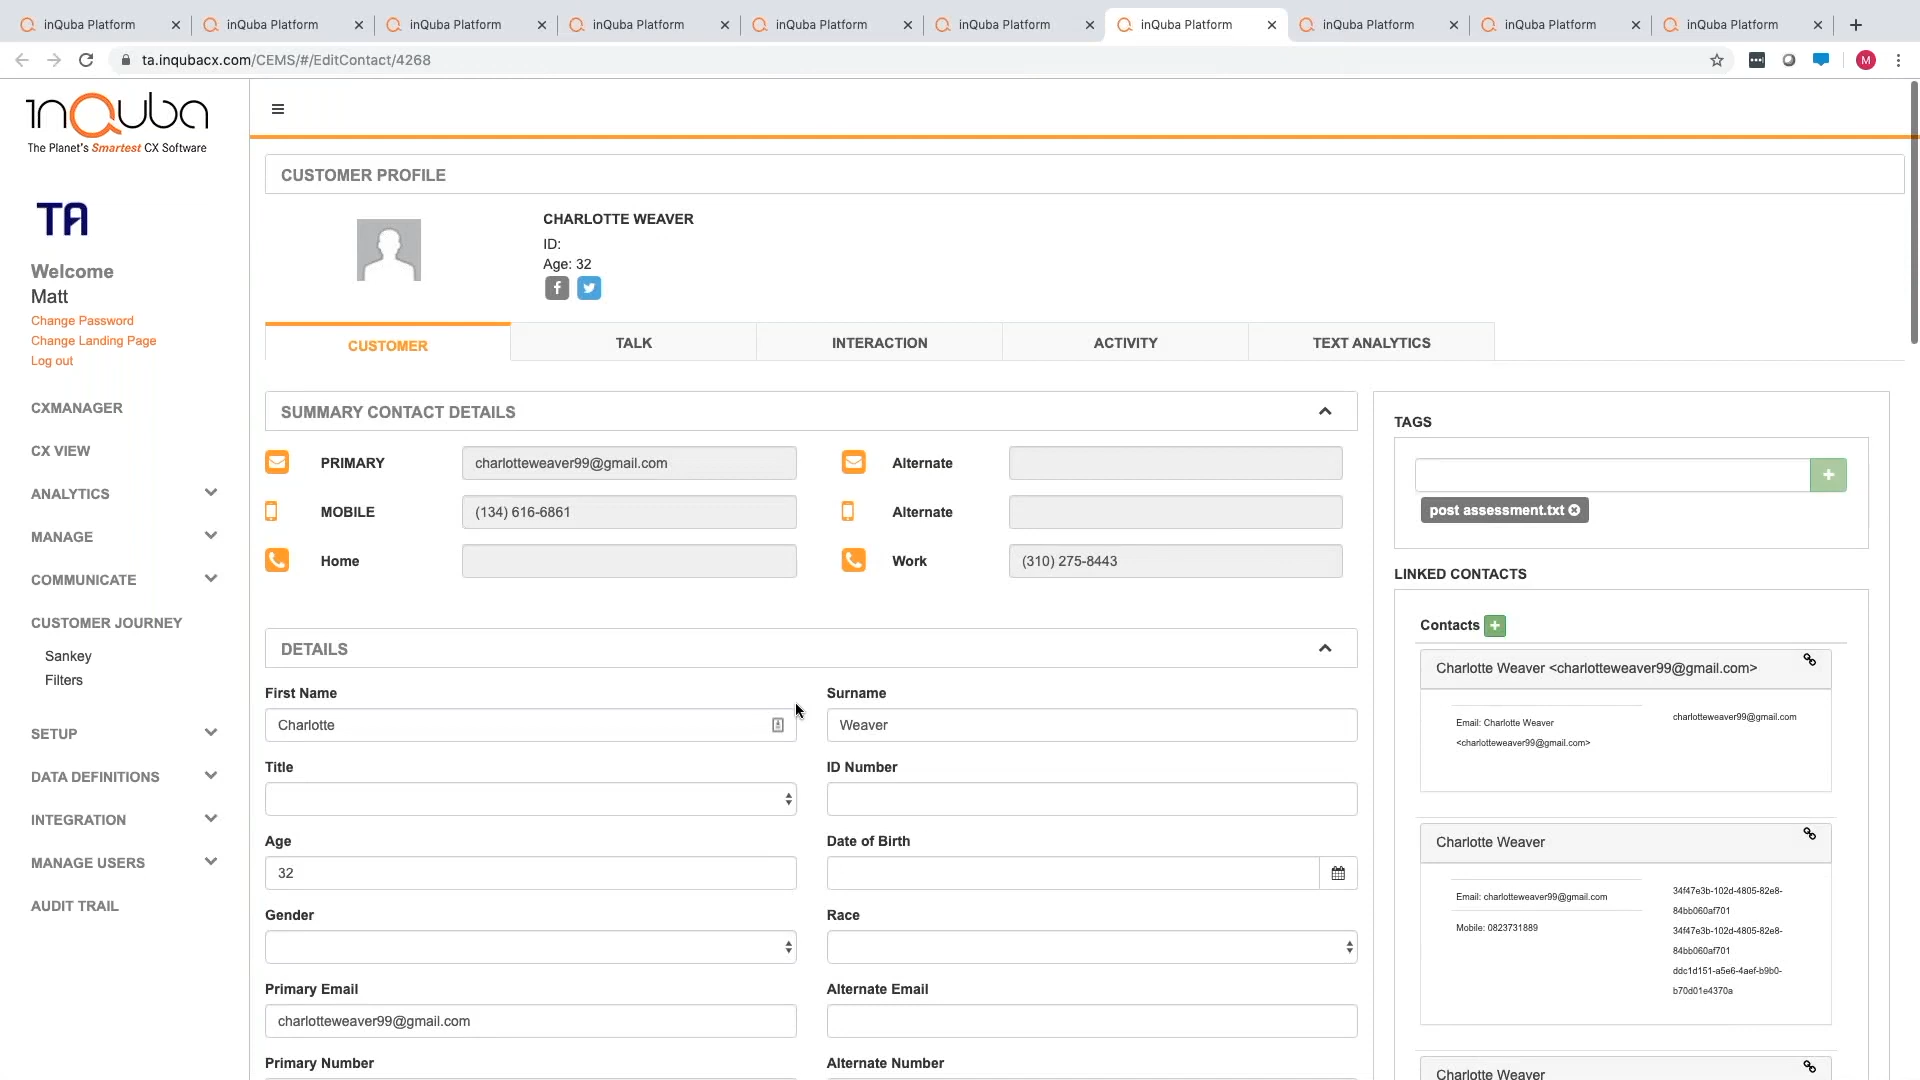 inQuba Platform
inQuba Platform
inQuba Platform
inQuba Platform
inQuba Platform
inQuba Platform
inQuba Platform
inQuba Platform
inQuba Platform
inQuba Platform
ta.inqubacx.com/CEMS/#/EditContact/4268
M
inQuba
The Planet's Smartest CX Software
TA
Welcome
Matt
Change Password
Change Landing Page
Log out
CXMANAGER
CX VIEW
ANALYTICS
MANAGE
COMMUNICATE
CUSTOMER JOURNEY
Sankey
Filters
SETUP
DATA DEFINITIONS
INTEGRATION
MANAGE USERS
AUDIT TRAIL
CUSTOMER PROFILE
CHARLOTTE WEAVER
ID:
Age: 32
CUSTOMER
TALK
INTERACTION
ACTIVITY
TEXT ANALYTICS
SUMMARY CONTACT DETAILS
PRIMARY
charlotteweaver99@gmail.com
Alternate
MOBILE
(134) 616-6861
Alternate
Home
Work
(310) 275-8443
DETAILS
First Name
Charlotte
Surname
Weaver
Title
ID Number
Age
32
Date of Birth
Gender
Race
Primary Email
charlotteweaver99@gmail.com
Alternate Email
Primary Number
Alternate Number
TAGS
post assessment.txt
LINKED CONTACTS
Contacts
Charlotte Weaver <charlotteweaver99@gmail.com>
Email: Charlotte Weaver
<charlotteweaver99@gmail.com>
charlotteweaver99@gmail.com
Charlotte Weaver
Email: charlotteweaver99@gmail.com
Mobile: 0823731889
34f47e3b-102d-4805-82e8-
84bb060af701
34f47e3b-102d-4805-82e8-
84bb060af701
ddc1d151-a5e6-4aef-b9b0-
b70d01e4370a
Charlotte Weaver